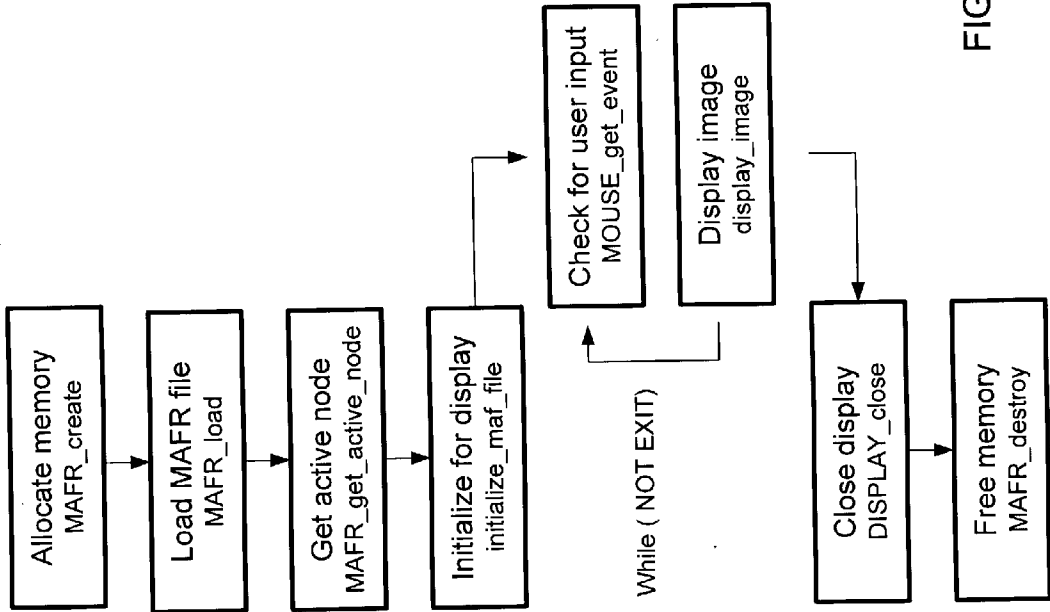 Allocate memory
MAFR_create
Load MAFR file
MAFR_load
Get active node
MAFR_get_active_node
Initialize for display
initialize_maf_file
Check for user input
MOUSE_get_event
Display image
display_image
While ( NOT EXIT)
Close display
DISPLAY_close
Free memory
MAFR_destroy
FIG